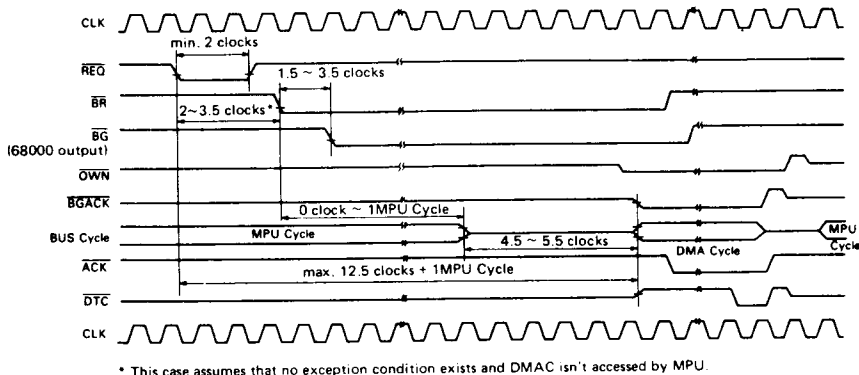 CLK
min. 2 clocks
REQ
1.5 ~ 3.5 clocks
BR
2~3.5 clocks*
BG
(68000 output)
OWN
BGACK
0 clock ~ 1MPU Cycle
BUS Cycle
MPU Cycle
4.5 ~ 5.5 clocks
DMA Cycle
MPU
Cycle
ACK
max. 12.5 clocks + 1MPU Cycle
DTC
CLK
* This case assumes that no exception condition exists and DMAC isn't accessed by MPU.